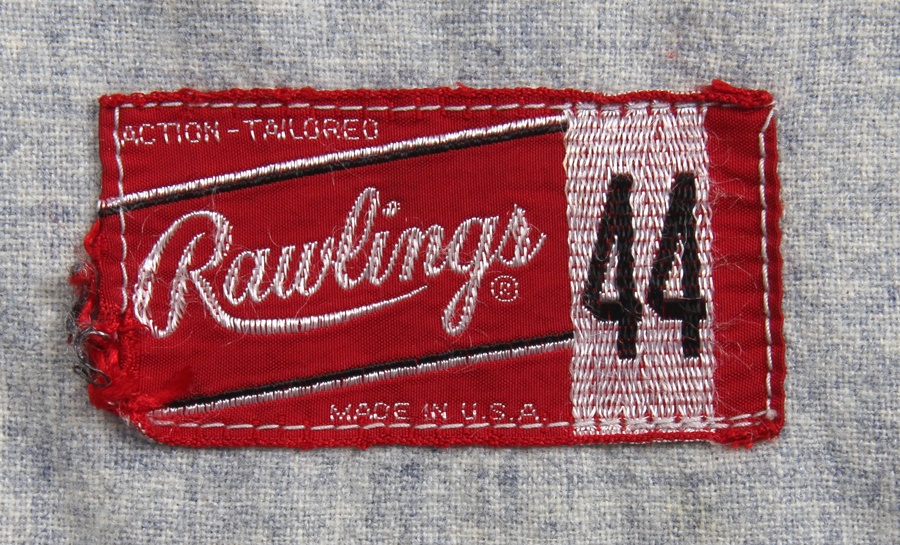 ACTION-TAILORED
Rawlings®
44
MADE IN U.S.A.